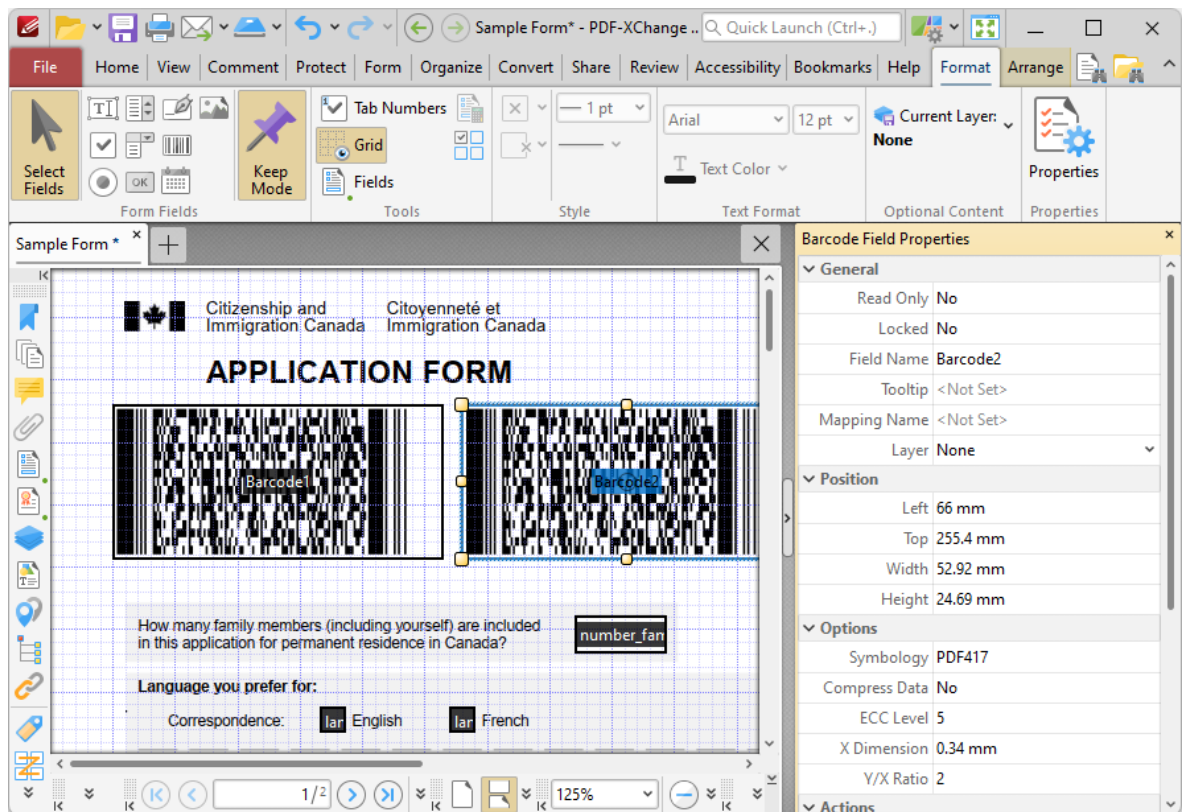 Sample Form* - PDF-XChange ..
Quick Launch (Ctrl+.)
File Home View Comment Protect Form Organize Convert Share Review Accessibility Bookmarks Help Format Arrange
Select Fields
OK
Keep Mode
Tab Numbers
Grid
Fields
1 pt
Arial
12 pt
Text Color
Current Layer:
None
Properties
Form Fields Tools Style Text Format Optional Content Properties
Sample Form *
Citizenship and
Immigration Canada
Citoyenneté et
Immigration Canada
APPLICATION FORM
Barcode1
Barcode2
How many family members (including yourself) are included
in this application for permanent residence in Canada?
number_fam
Language you prefer for:
Correspondence: lar English lar French
1/2
125%
Barcode Field Properties
General
Read Only No
Locked No
Field Name Barcode2
Tooltip <Not Set>
Mapping Name <Not Set>
Layer None
Position
Left 66 mm
Top 255.4 mm
Width 52.92 mm
Height 24.69 mm
Options
Symbology PDF417
Compress Data No
ECC Level 5
X Dimension 0.34 mm
Y/X Ratio 2
Actions